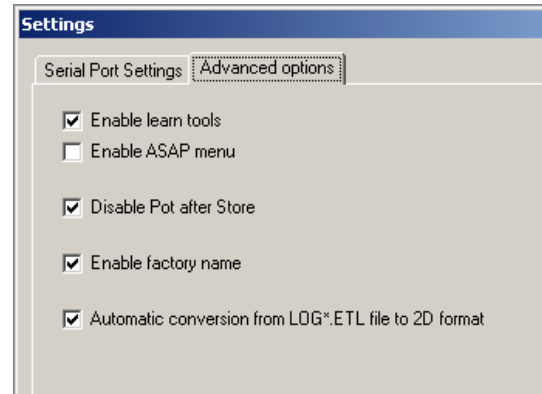 Settings
Serial Port Settings Advanced options
Enable learn tools
Enable ASAP menu
Disable Pot after Store
Enable factory name
Automatic conversion from LOG*.ETL file to 2D format